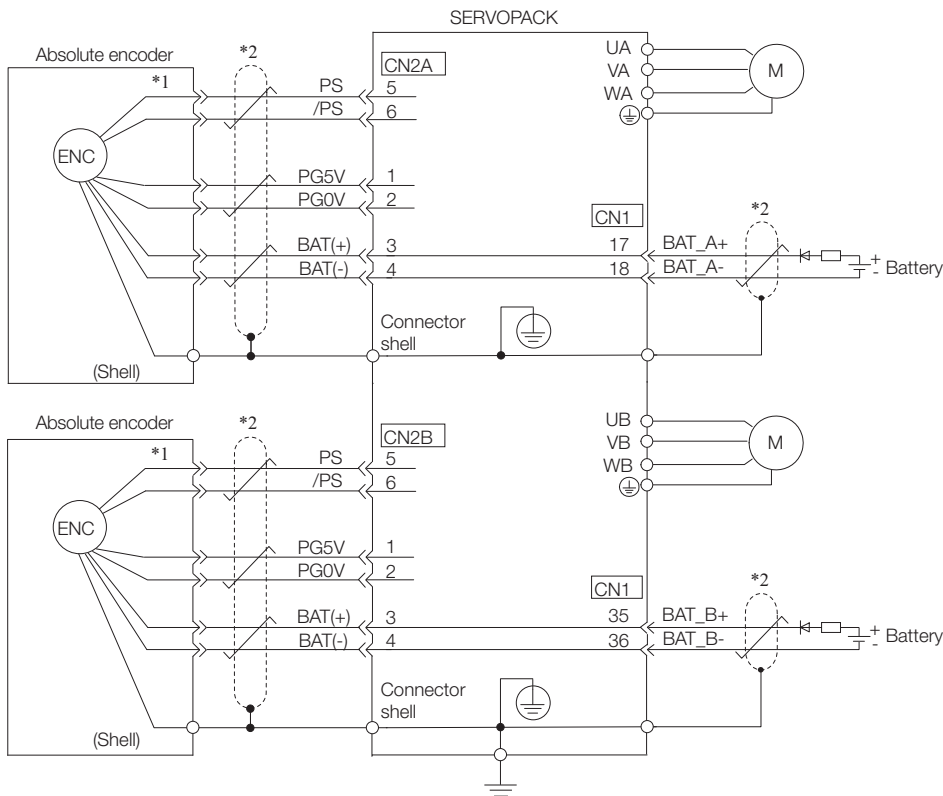 SERVOPACK
Absolute encoder
*1
*2
ENC
PS
/PS
PG5V
PG0V
BAT(+)
BAT(-)
CN2A
5
6
1
2
3
4
Connector
shell
(Shell)
UA
VA
WA
M
CN1
17
18
BAT_A+
BAT_A-
*2
+
-
Battery
Absolute encoder
*1
*2
ENC
PS
/PS
PG5V
PG0V
BAT(+)
BAT(-)
CN2B
5
6
1
2
3
4
Connector
shell
(Shell)
UB
VB
WB
M
CN1
35
36
BAT_B+
BAT_B-
*2
+
-
Battery